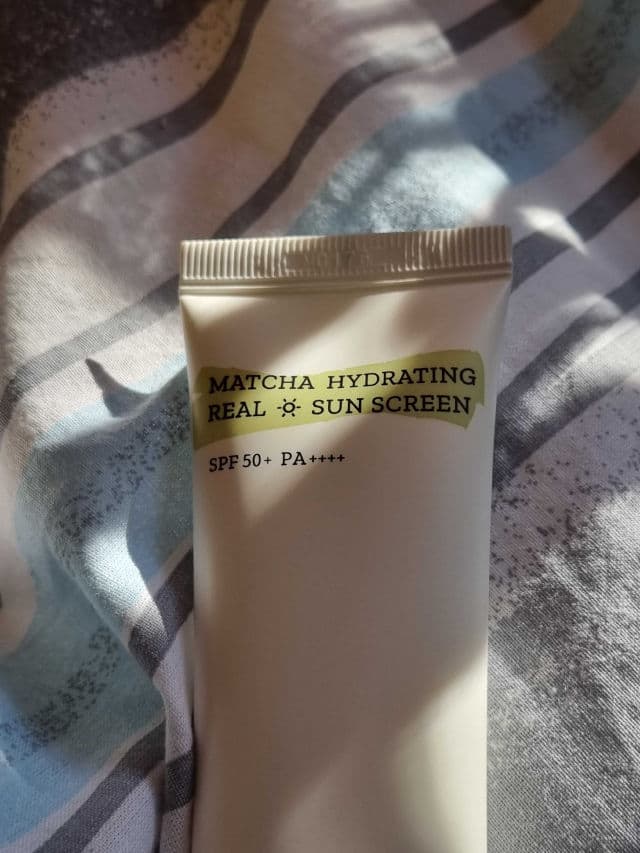 MATCHA HYDRATING
REAL ☼ SUN SCREEN
SPF 50+ PA++++